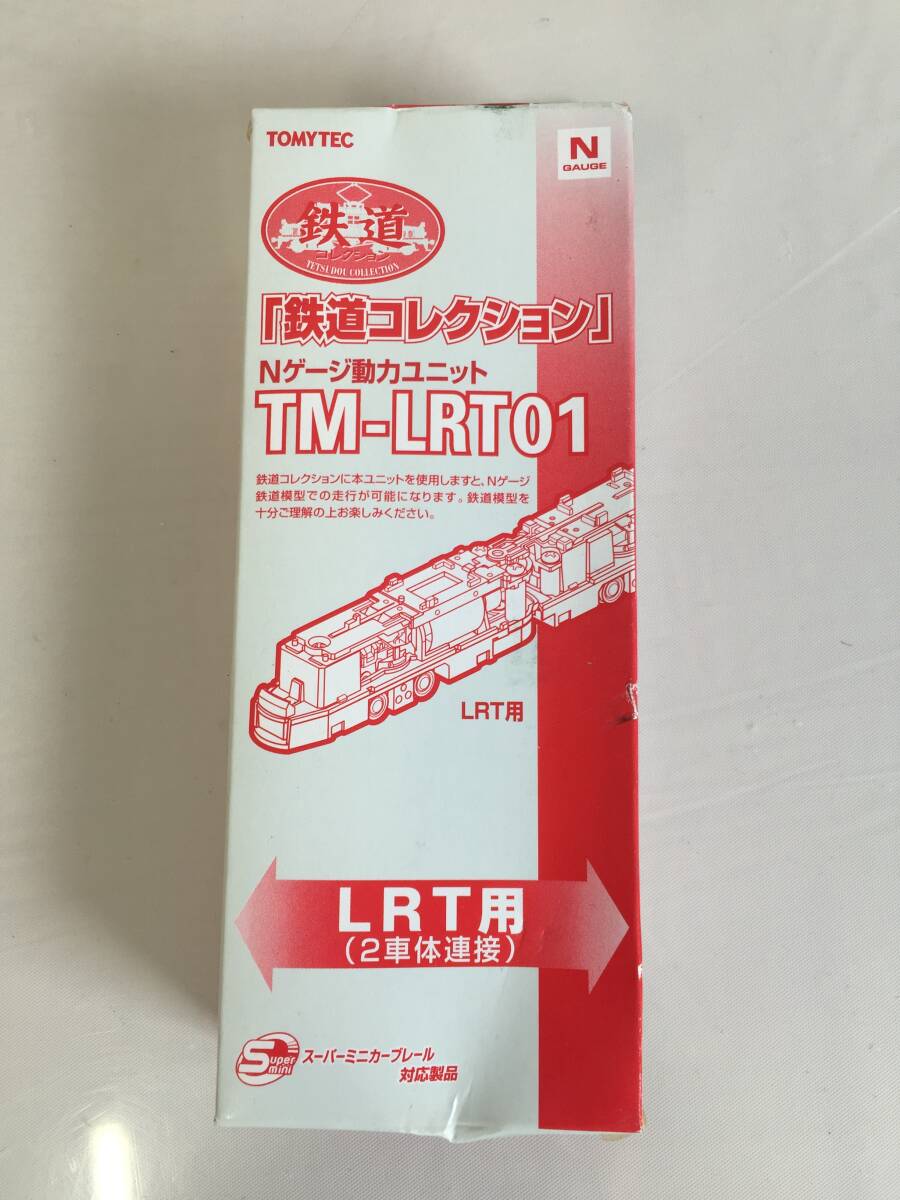 TOMYTEC
N
GAUGE
鉄道
コレクション
TETSUDOU COLLECTION
「鉄道コレクション」
Nゲージ動力ユニット
TM-LRT01
鉄道コレクションに本ユニットを使用しますと、Nゲージ
鉄道模型での走行が可能になります。鉄道模型を
十分ご理解の上お楽しみください。
LRT用
LRT用
(2車体連接)
Super
mini
スーパーミニカーブレール
対応製品